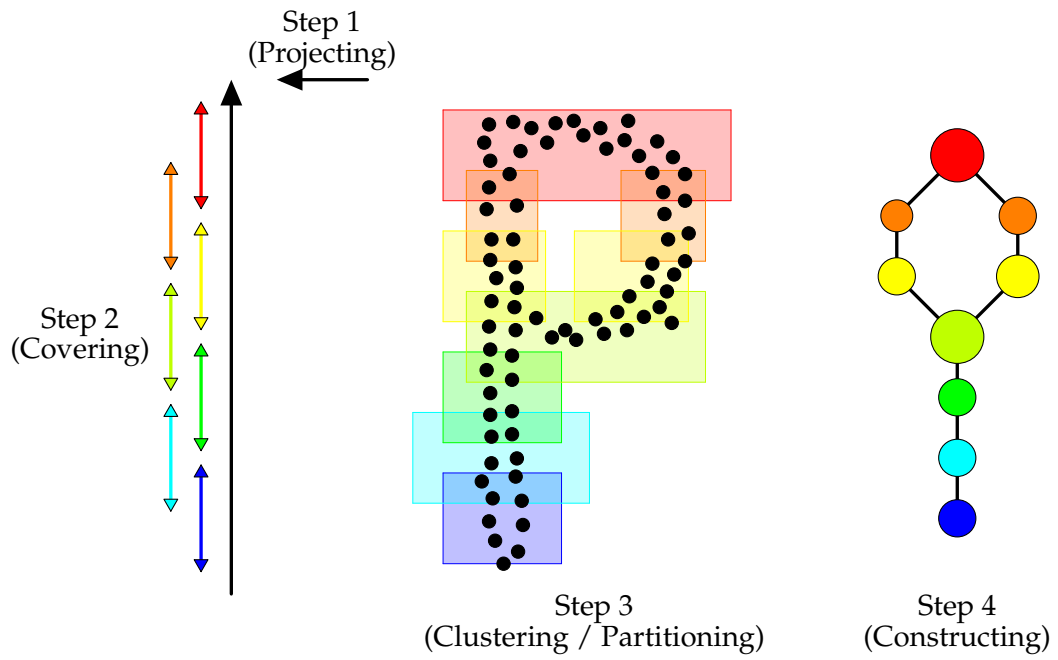 Step 1
(Projecting)
Step 2
(Covering)
Step 3
(Clustering / Partitioning)
Step 4
(Constructing)